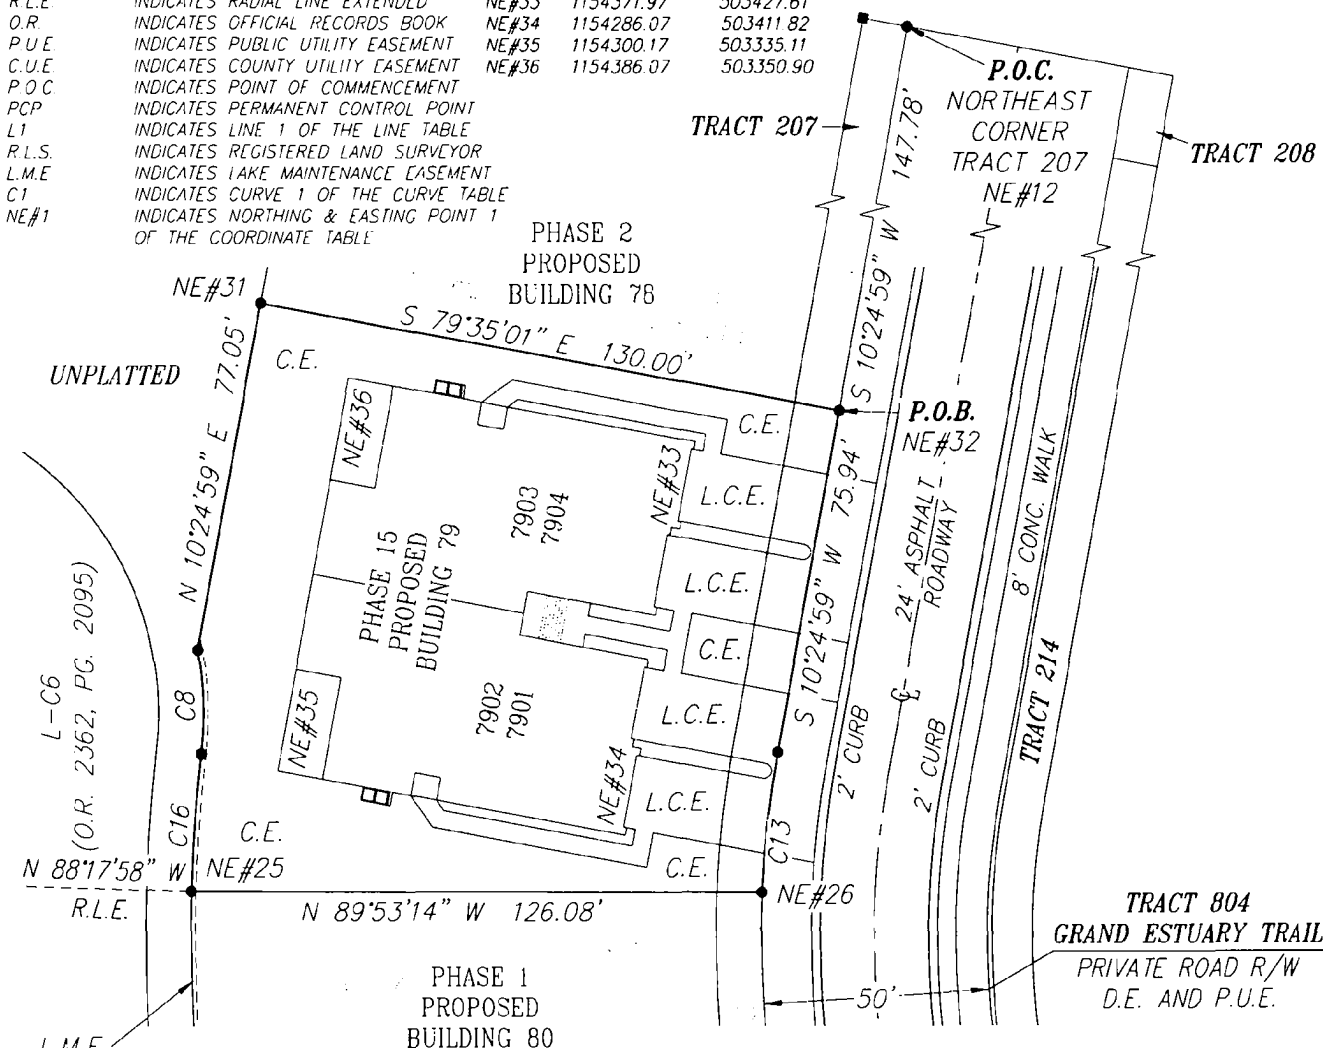 R.L.E. INDICATES RADIAL LINE EXTENDED NE#33 1154371.97 503427.61
O.R. INDICATES OFFICIAL RECORDS BOOK NE#34 1154286.07 503411.82
P.U.E. INDICATES PUBLIC UTILITY EASEMENT NE#35 1154300.17 503335.11
C.U.E. INDICATES COUNTY UTILITY EASEMENT NE#36 1154386.07 503350.90
P.O.C. INDICATES POINT OF COMMENCEMENT
PCP INDICATES PERMANENT CONTROL POINT
L1 INDICATES LINE 1 OF THE LINE TABLE
R.L.S. INDICATES REGISTERED LAND SURVEYOR
L.M.E INDICATES LAKE MAINTENANCE EASEMENT
C1 INDICATES CURVE 1 OF THE CURVE TABLE
NE#1 INDICATES NORTHING & EASTING POINT 1
OF THE COORDINATE TABLE
P.O.C.
NORTHEAST
CORNER
TRACT 207
NE#12
TRACT 207
TRACT 208
147.78'
S 10°24'59" W
PHASE 2
PROPOSED
BUILDING 78
NE#31
S 79°35'01" E 130.00'
UNPLATTED
N 10°24'59" E 77.05'
C.E.
C.E.
P.O.B.
NE#32
NE#36
NE#33
L.C.E.
7903
7904
PHASE 15
PROPOSED
BUILDING 79
L.C.E.
C.E.
S 10°24'59" W 75.94'
24' ASPHALT
ROADWAY
8' CONC. WALK
L-C6
(O.R. 2362, PG. 2095)
C8
NE#35
7902
7901
L.C.E.
NE#34
L.C.E.
2' CURB
℄
2' CURB
TRACT 214
C16
C.E.
C13
C.E.
N 88°17'58" W
R.L.E.
NE#25
N 89°53'14" W 126.08'
NE#26
TRACT 804
GRAND ESTUARY TRAIL
PRIVATE ROAD R/W
D.E. AND P.U.E.
50'
PHASE 1
PROPOSED
BUILDING 80
L.M.E.